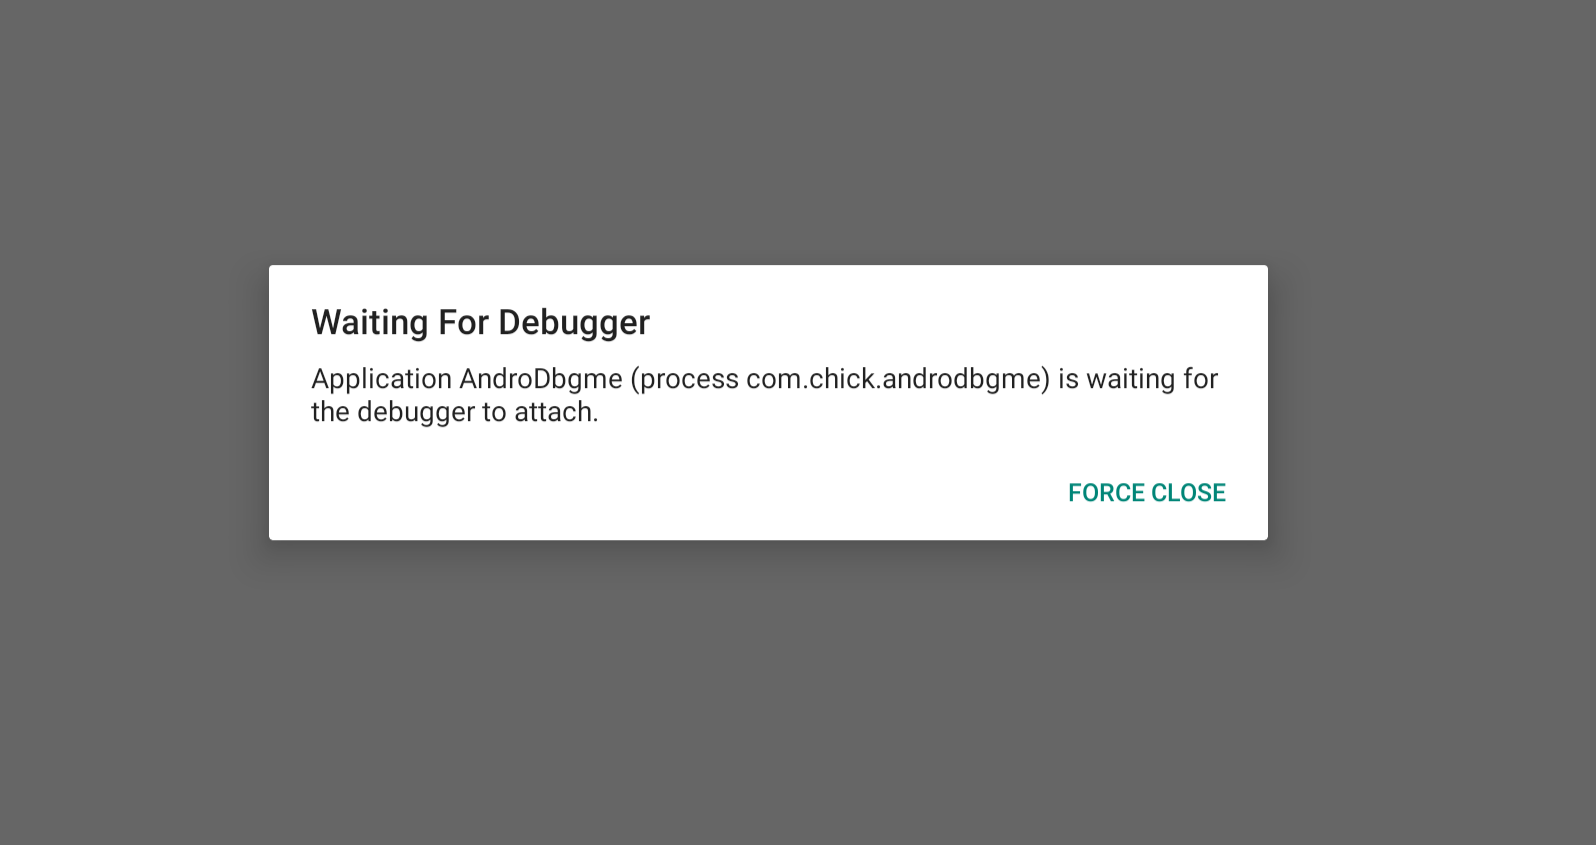 Waiting For Debugger
Application AndroDbgme (process com.chick.androdbgme) is waiting for
the debugger to attach.
FORCE CLOSE